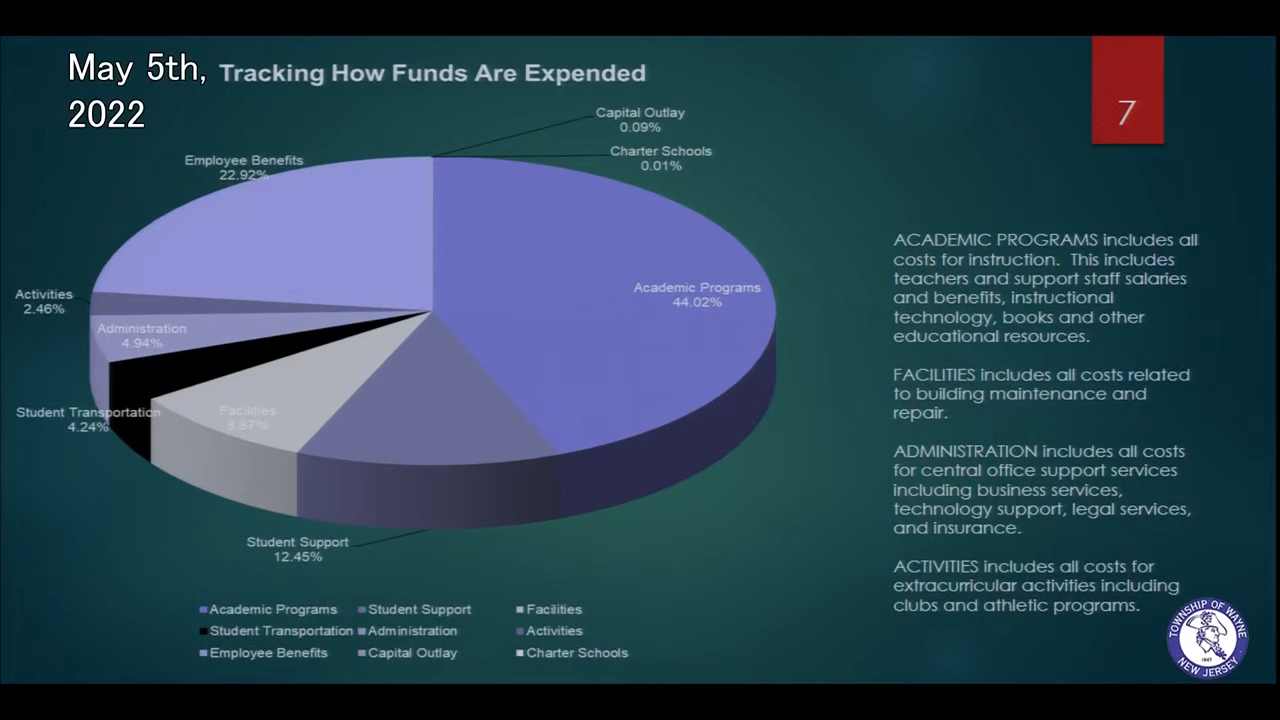 May 5th,
2022
Tracking How Funds Are Expended
7
Capital Outlay
0.09%
Charter Schools
0.01%
Employee Benefits
22.92%
Academic Programs
44.02%
Activities
2.46%
Administration
4.94%
Student Transportation
4.24%
Facilities
8.87%
Student Support
12.45%
Academic Programs
Student Support
Facilities
Student Transportation
Administration
Activities
Employee Benefits
Capital Outlay
Charter Schools
ACADEMIC PROGRAMS includes all
costs for instruction. This includes
teachers and support staff salaries
and benefits, instructional
technology, books and other
educational resources.
FACILITIES includes all costs related
to building maintenance and
repair.
ADMINISTRATION includes all costs
for central office support services
including business services,
technology support, legal services,
and insurance.
ACTIVITIES includes all costs for
extracurricular activities including
clubs and athletic programs.
TOWNSHIP OF WAYNE
1847
NEW JERSEY